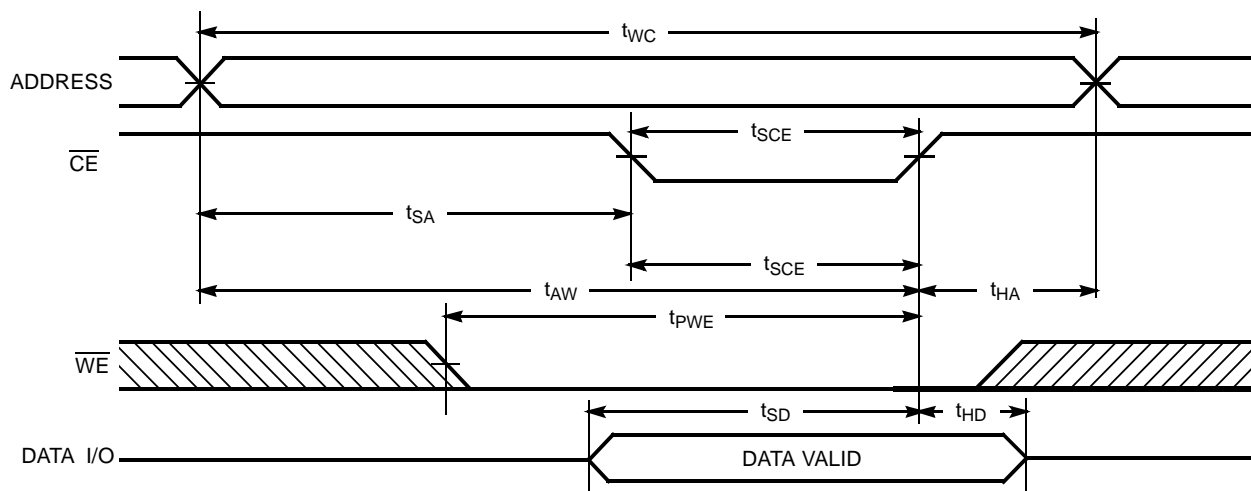 tWC
ADDRESS
tSCE
CE
tSA
tSCE
tAW
tHA
tPWE
WE
tSD
tHD
DATA I/O
DATA VALID